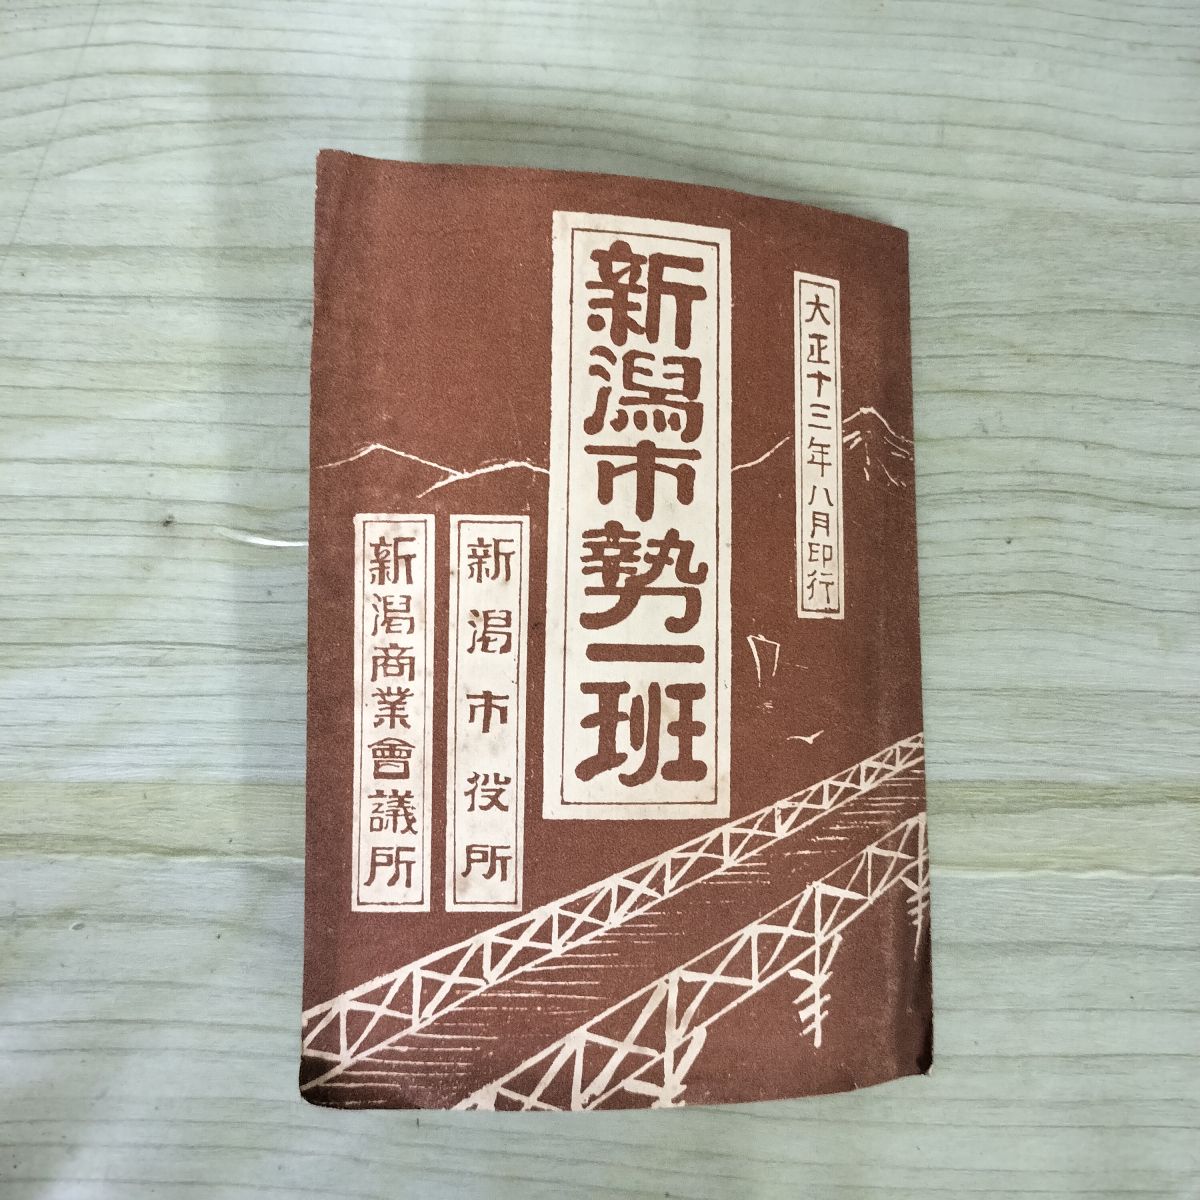 大正十三年八月印行
新潟市勢一班
新潟市役所
新潟商業會議所